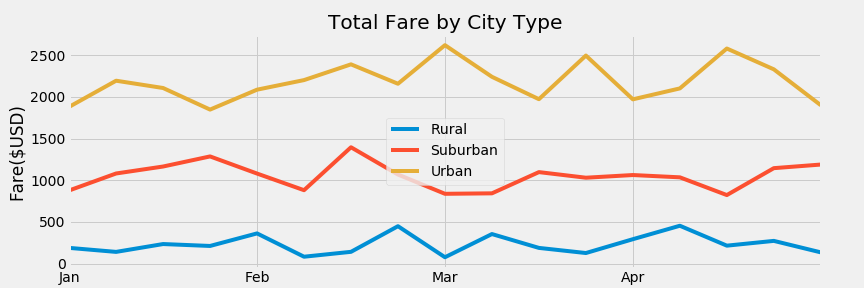 Total Fare by City Type
Fare($USD)
2500
2000
1500
1000
500
0
Rural
Suburban
Urban
Jan Feb Mar Apr